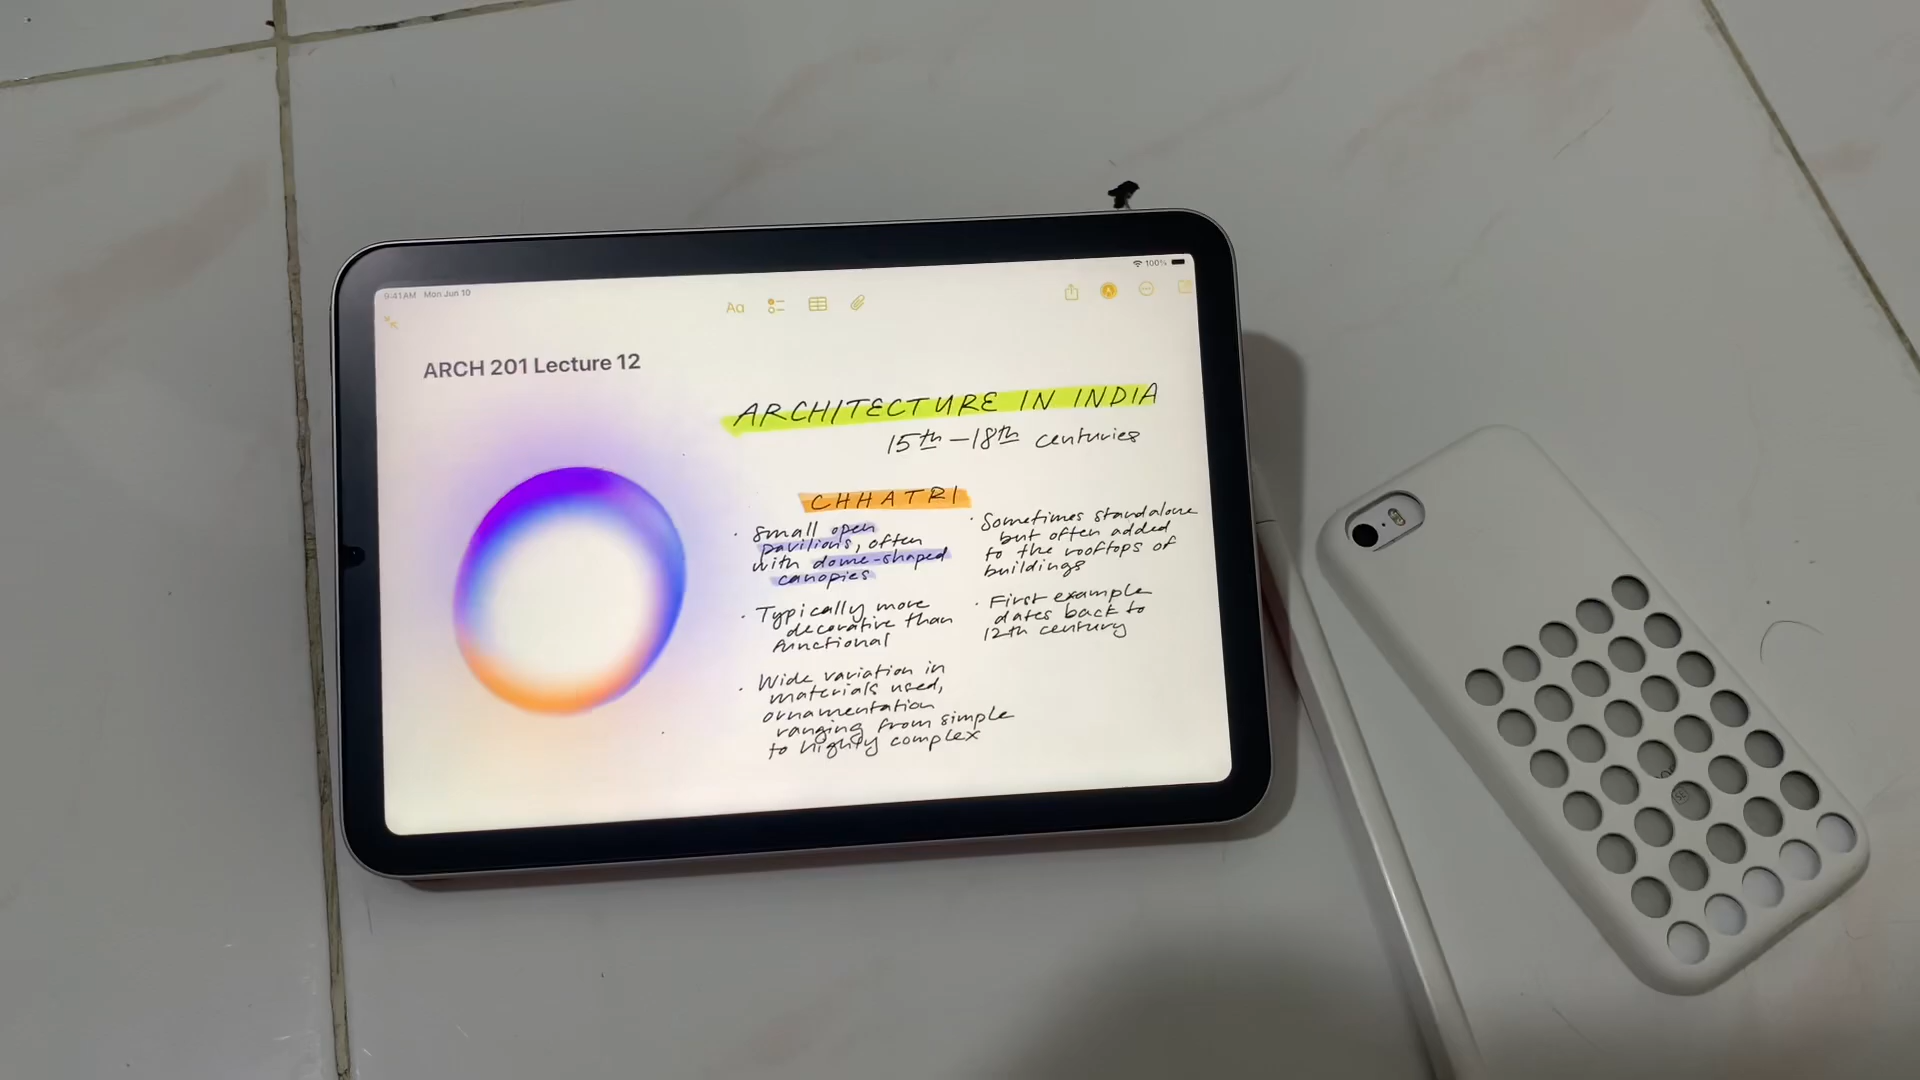 9:41 AM Mon Jun 10
100%
Aa
ARCH 201 Lecture 12
ARCHITECTURE IN INDIA
15th – 18th centuries
CHHATRI
· Small open
pavilions, often
with dome-shaped
canopies
· Typically more
decorative than
functional
· Wide variation in
materials used,
ornamentation
ranging from simple
to highly complex
· Sometimes standalone
but often added
to the rooftops of
buildings
· First example
dates back to
12th century